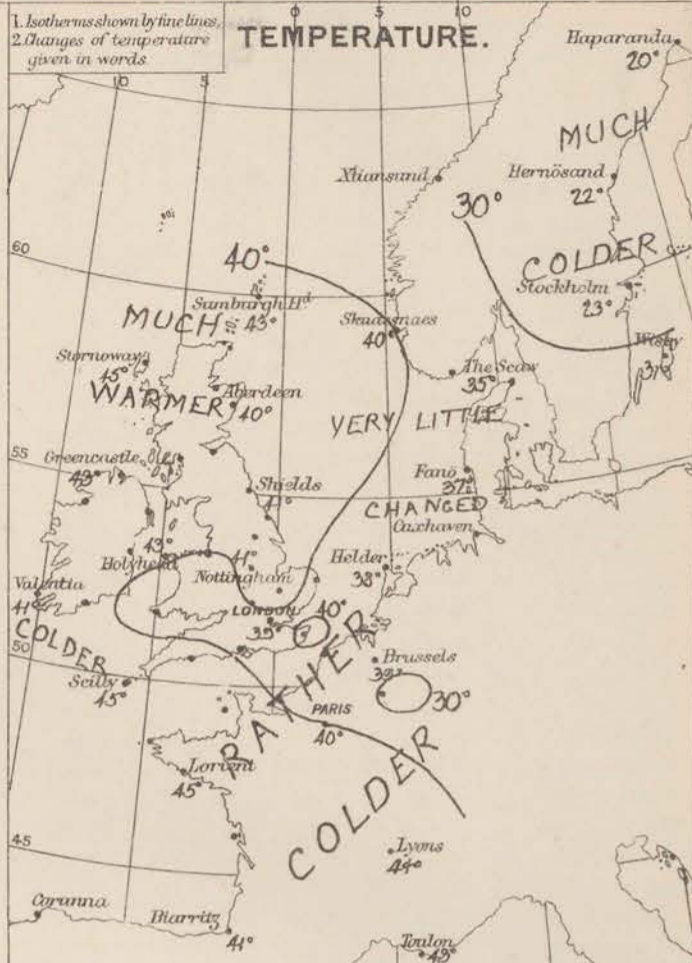 1. Isotherms shown by fine lines.
2. Changes of temperature
given in words
TEMPERATURE.
0
5
10
10
5
Haparanda
20°
MUCH
Xtiansund
Hernösand
22°
30°
60
40°
COLDER
Stockholm
23°
Sumburgh Hd.
43°
MUCH
Skudesnaes
40
Wisby
31°
Stornoway
45°
The Scaw
35°
WARMER
Aberdeen
40°
VERY LITTLE
55
Greencastle
43°
Shields
Fanö
37°
CHANGED
Cuxhaven
43°
Holyhead
41°
Nottingham
Helder
38°
Valentia
41
LONDON
39°
40°
COLDER
50
RATHER
Brussels
Scilly
45°
30°
PARIS
40°
COLDER
Lorient
45°
45
Lyons
44°
Corunna
Biarritz
41°
Toulon
43°